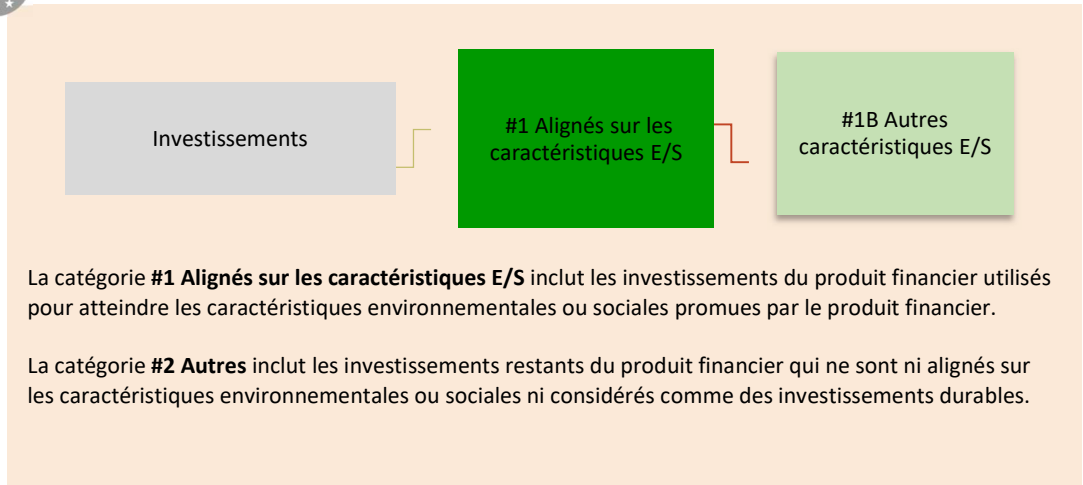 Investissements
#1 Alignés sur les
caractéristiques E/S
#1B Autres
caractéristiques E/S
La catégorie #1 Alignés sur les caractéristiques E/S inclut les investissements du produit financier utilisés
pour atteindre les caractéristiques environnementales ou sociales promues par le produit financier.
La catégorie #2 Autres inclut les investissements restants du produit financier qui ne sont ni alignés sur
les caractéristiques environnementales ou sociales ni considérés comme des investissements durables.